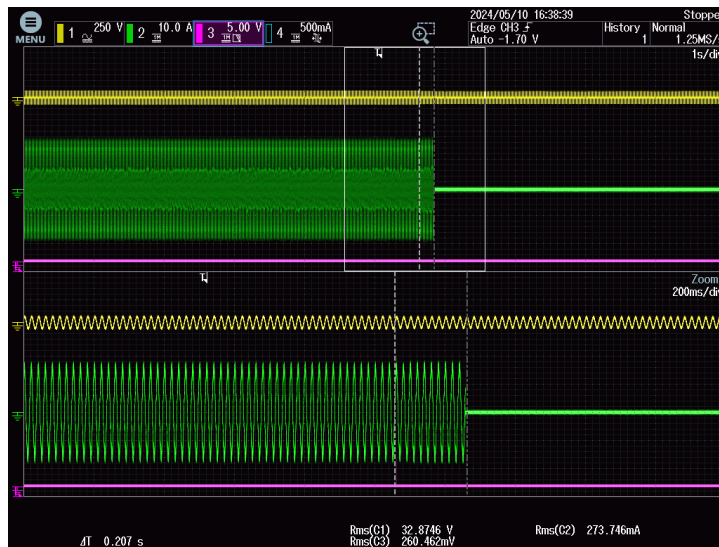 2024/05/10 16:38:39 Stoppe
MENU 1 250 V 2 10.0 A 3 5.00 V 4 500mA Edge CH3 History Normal
Auto -1.70 V 1 1.25MS/
1s/di
T
Zoom
200ms/di
T
Rms(C1) 32.8746 V Rms(C2) 273.746mA
ΔT 0.207 s Rms(C3) 260.462mV